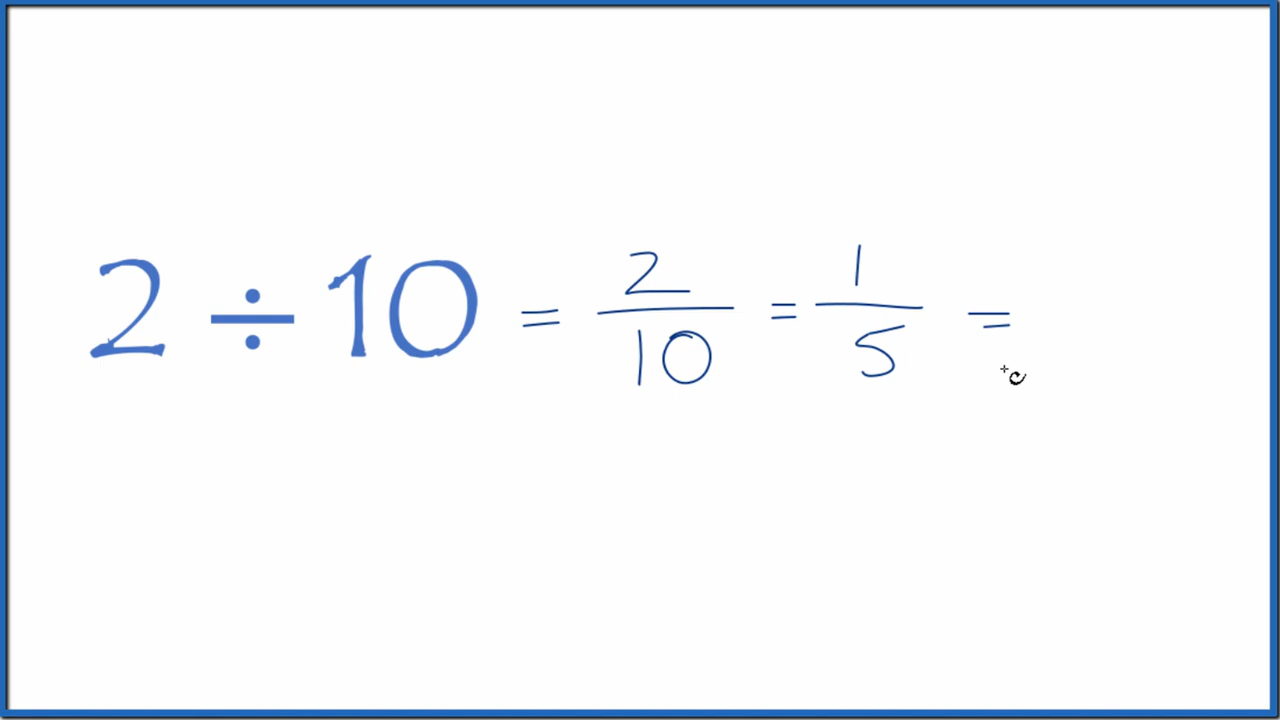 2 ÷ 10 = 2/10 = 1/5 =